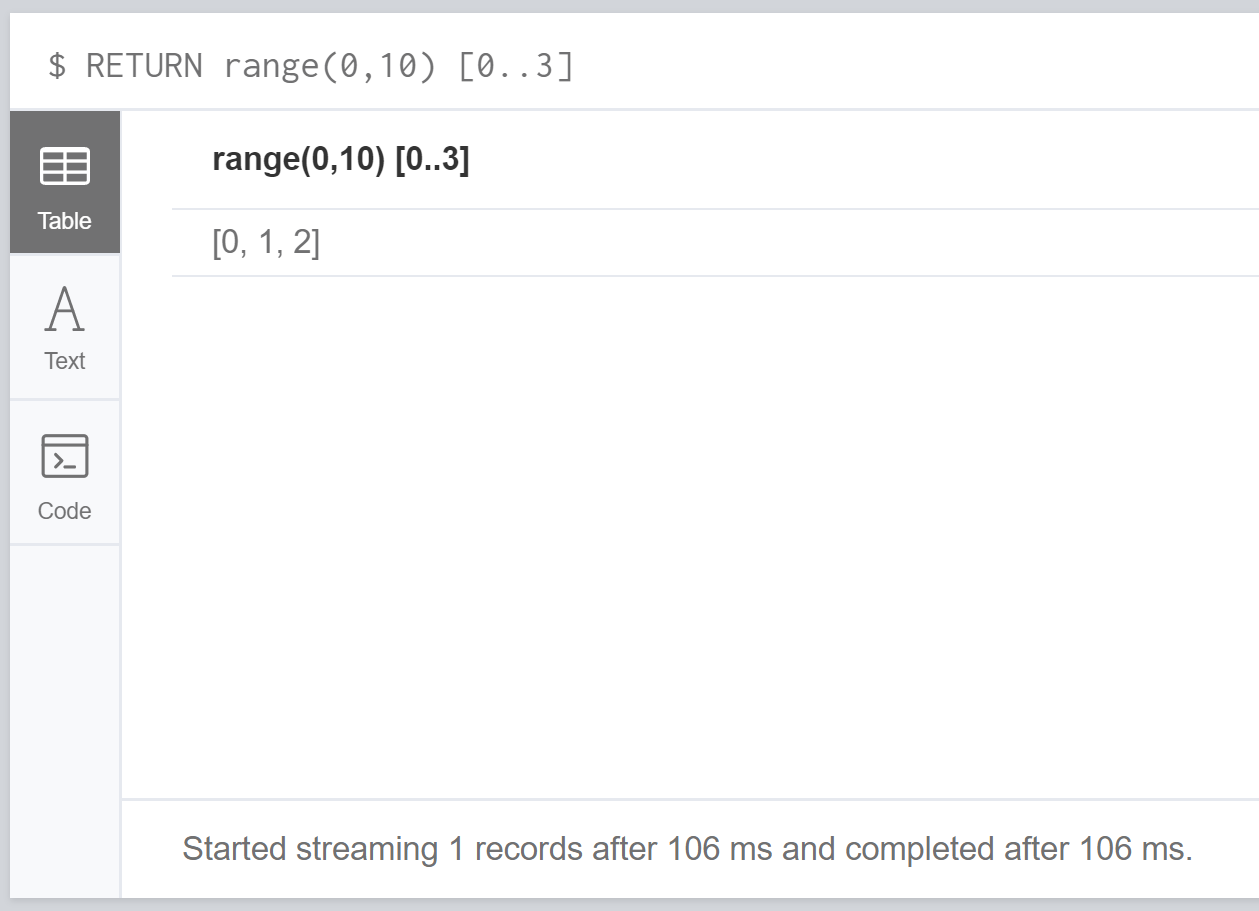 $ RETURN range(0,10) [0..3]
range(0,10) [0..3]
Table
[0, 1, 2]
Text
Code
Started streaming 1 records after 106 ms and completed after 106 ms.